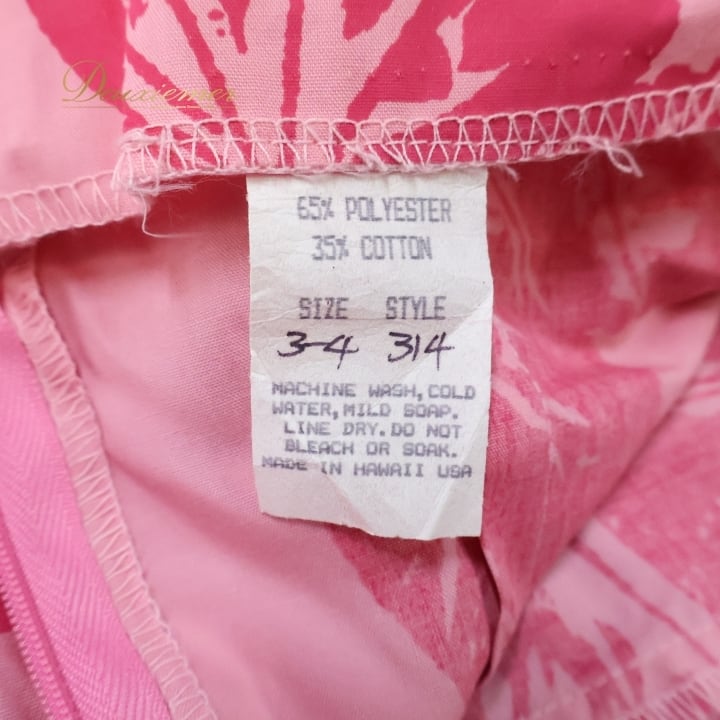 Deuxiemer
65% POLYESTER
35% COTTON
SIZE STYLE
3-4 314
MACHINE WASH, COLD
WATER, MILD SOAP.
LINE DRY. DO NOT
BLEACH OR SOAK.
MADE IN HAWAII USA